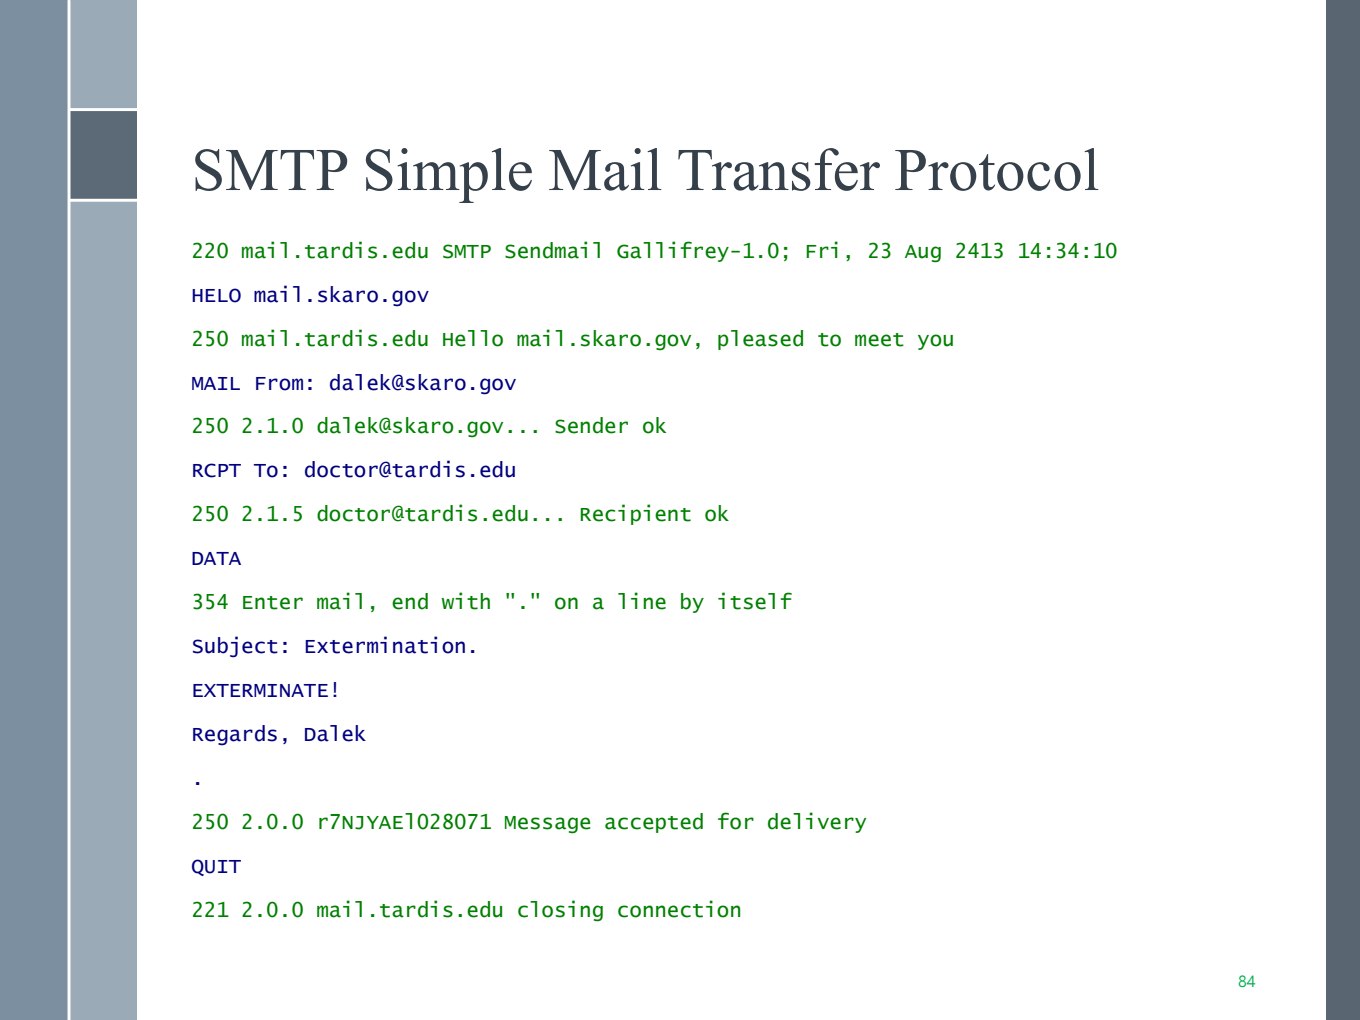 SMTP Simple Mail Transfer Protocol
220 mail.tardis.edu SMTP Sendmail Gallifrey-1.0; Fri, 23 Aug 2413 14:34:10
HELO mail.skaro.gov
250 mail.tardis.edu Hello mail.skaro.gov, pleased to meet you
MAIL From: dalek@skaro.gov
250 2.1.0 dalek@skaro.gov... Sender ok
RCPT To: doctor@tardis.edu
250 2.1.5 doctor@tardis.edu... Recipient ok
DATA
354 Enter mail, end with "." on a line by itself
Subject: Extermination.
EXTERMINATE!
Regards, Dalek
.
250 2.0.0 r7NJYAEl028071 Message accepted for delivery
QUIT
221 2.0.0 mail.tardis.edu closing connection
84